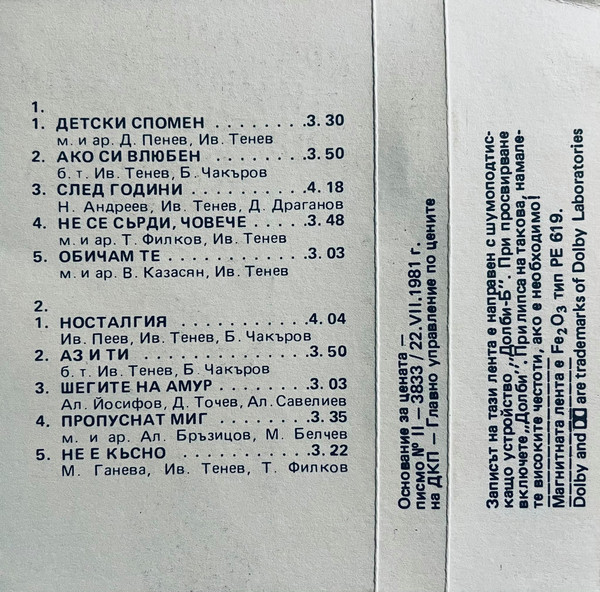 1.
1. ДЕТСКИ СПОМЕН . . . . . . . .3. 30
м. и ар. Д. Пенев, Ив. Тенев
2. АКО СИ ВЛЮБЕН . . . . . . . .3. 50
б. т. Ив. Тенев, Б. Чакъров
3. СЛЕД ГОДИНИ . . . . . . . . . .4. 18
Н. Андреев, Ив. Тенев, Д. Драганов
4. НЕ СЕ СЪРДИ, ЧОВЕЧЕ . . . .3. 48
м. и ар. Т. Филков, Ив. Тенев
5. ОБИЧАМ ТЕ . . . . . . . . . . . .3. 03
м. и ар. В. Казасян, Ив. Тенев
2.
1. НОСТАЛГИЯ . . . . . . . . . . . . 4. 04
Ив. Пеев, Ив. Тенев, Б. Чакъров
2. АЗ И ТИ . . . . . . . . . . . . . . .3. 50
б. т. Ив. Тенев, Б. Чакъров
3. ШЕГИТЕ НА АМУР . . . . . . . .3. 03
Ал. Йосифов, Д. Точев, Ал. Савелиев
4. ПРОПУСНАТ МИГ . . . . . . . . 3. 35
м. и ар. Ал. Бръзицов, М. Белчев
5. НЕ Е КЪСНО . . . . . . . . . . . .3. 22
М. Ганева, Ив. Тенев, Т. Филков
Основание за цената —
писмо № II — 3833 / 22.VII.1981 г.
на ДКП — Главно управление по цените
Записът на тази лента е направен с шумоподтис-
кащо устройство „Долби-Б". При просвирване
включете „Долби". При липса на такова, намале-
те високите честоти, ако е необходимо!
Магнитната лента е Fe2O3 тип РЕ 619.
Dolby and are trademarks of Dolby Laboratories